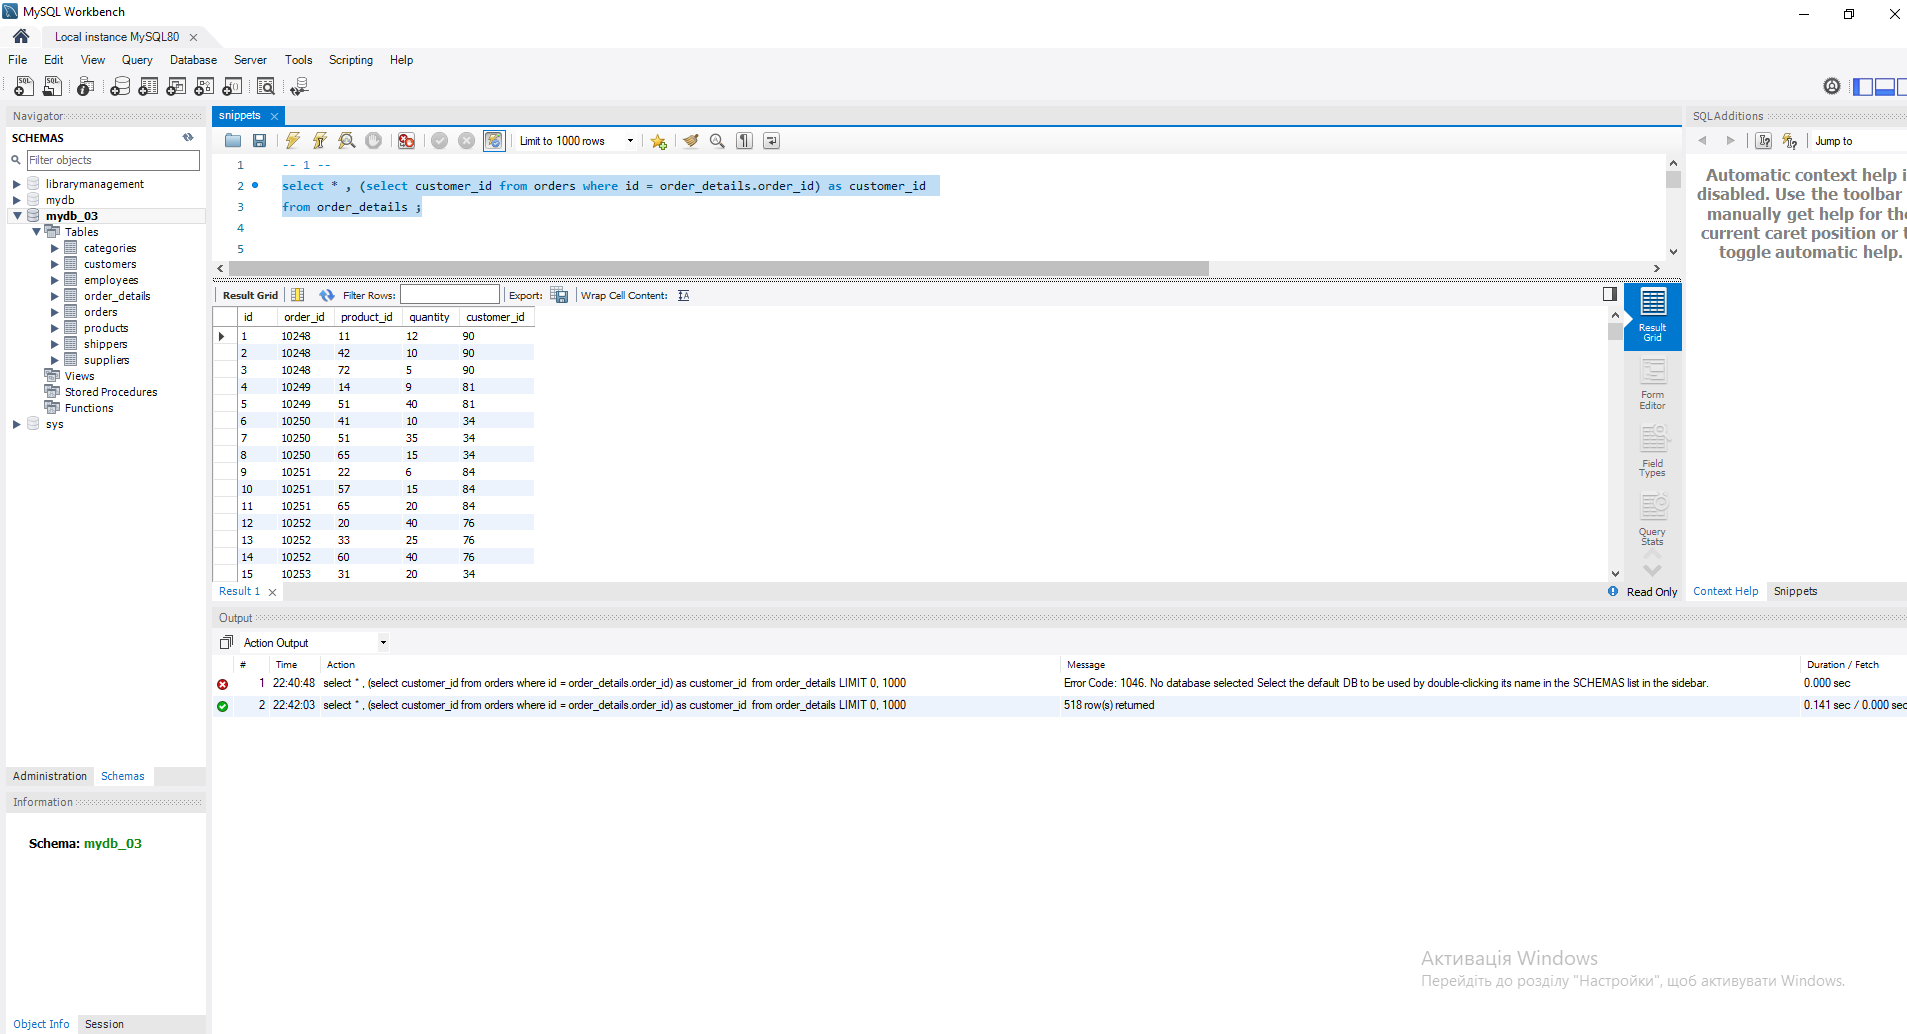 MySQL Workbench
Local instance MySQL80
File Edit View Query Database Server Tools Scripting Help
Navigator
SCHEMAS
Filter objects
librarymanagement
mydb
mydb_03
Tables
categories
customers
employees
order_details
orders
products
shippers
suppliers
Views
Stored Procedures
Functions
sys
Administration Schemas
Information
Schema: mydb_03
Object Info Session
snippets
Limit to 1000 rows
1 -- 1 --
2 select * , (select customer_id from orders where id = order_details.order_id) as customer_id
3 from order_details ;
4
5
Result Grid Filter Rows: Export: Wrap Cell Content:
id order_id product_id quantity customer_id
1 10248 11 12 90
2 10248 42 10 90
3 10248 72 5 90
4 10249 14 9 81
5 10249 51 40 81
6 10250 41 10 34
7 10250 51 35 34
8 10250 65 15 34
9 10251 22 6 84
10 10251 57 15 84
11 10251 65 20 84
12 10252 20 40 76
13 10252 33 25 76
14 10252 60 40 76
15 10253 31 20 34
Result
Grid
Form
Editor
Field
Types
Query
Stats
Result 1
Read Only
SQLAdditions
Jump to
Automatic context help i
disabled. Use the toolbar
manually get help for the
current caret position or t
toggle automatic help.
Context Help Snippets
Output
Action Output
# Time Action Message Duration / Fetch
1 22:40:48 select * , (select customer_id from orders where id = order_details.order_id) as customer_id from order_details LIMIT 0, 1000 Error Code: 1046. No database selected Select the default DB to be used by double-clicking its name in the SCHEMAS list in the sidebar. 0.000 sec
2 22:42:03 select * , (select customer_id from orders where id = order_details.order_id) as customer_id from order_details LIMIT 0, 1000 518 row(s) returned 0.141 sec / 0.000 sec
Активація Windows
Перейдіть до розділу "Настройки", щоб активувати Windows.